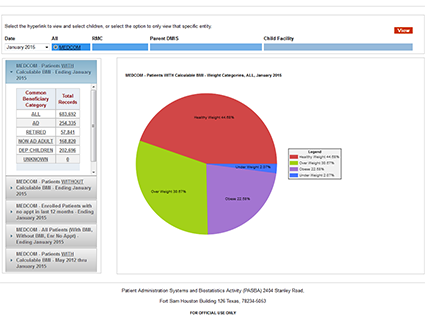 Select the hyperlink to view and select children, or select the option to only view that specific entity.
View
Date All RMC Parent DMIS Child Facility
January 2015 MEDCOM
MEDCOM - Patients WITH
Calculable BMI - Ending January
2015
Common
Beneficiary
Category
Total
Records
ALL 683,692
AD 254,335
RETIRED 57,841
NON AD ADULT 168,820
DEP CHILDREN 202,696
UNKNOWN 0
MEDCOM - Patients WITHOUT
Calculable BMI - Ending January
2015
MEDCOM - Enrolled Patients with
no appt in last 12 months - Ending
January 2015
MEDCOM - All Patients (With BMI,
Without BMI, Enr No Appt) -
Ending January 2015
MEDCOM - Patients WITH
Calculable BMI - May 2012 thru
January 2015
MEDCOM - Patients WITH Calculable BMI - Weight Categories, ALL, January 2015
Healthy Weight 44.56%
Under Weight 2.07%
Over Weight 30.87%
Obese 22.59%
Legend
Healthy Weight
Over Weight
Obese 22.59%
Under Weight 2.07%
Patient Administration Systems and Biostatistics Activity (PASBA) 2404 Stanley Road,
Fort Sam Houston Building 126 Texas, 78234-5053
FOR OFFICIAL USE ONLY